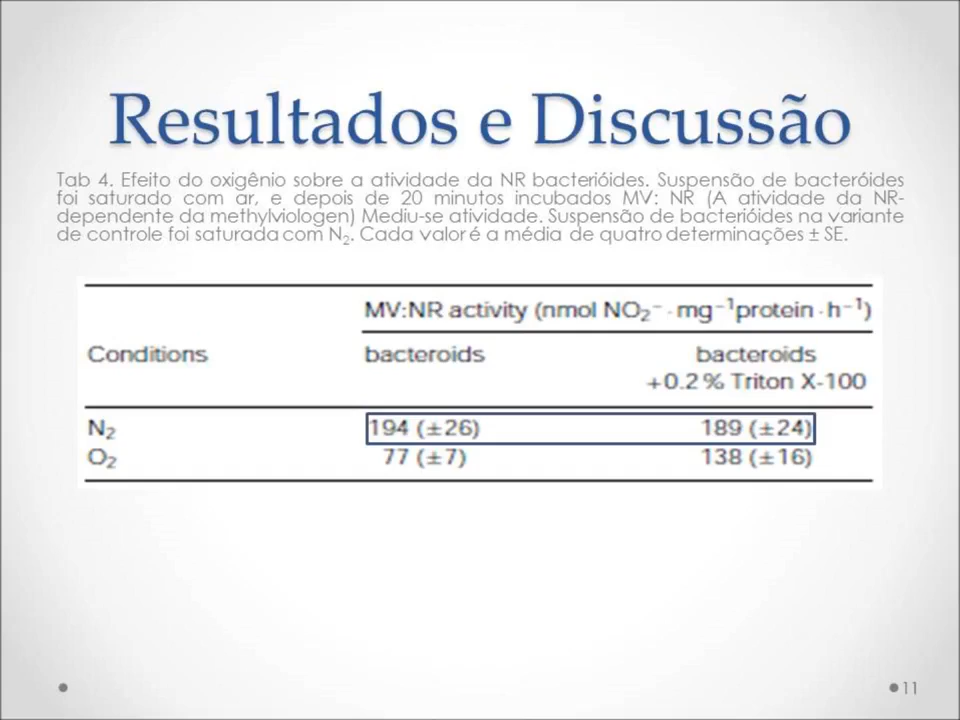 Resultados e Discussão
Tab 4. Efeito do oxigênio sobre a atividade da NR bacterióides. Suspensão de bacteróides
foi saturado com ar, e depois de 20 minutos incubados MV: NR (A atividade da NR-
dependente da methylviologen) Mediu-se atividade. Suspensão de bacterióides na variante
de controle foi saturada com N₂. Cada valor é a média de quatro determinações ± SE.
MV:NR activity (nmol NO₂⁻ · mg⁻¹protein · h⁻¹)
Conditions bacteroids bacteroids
+0.2% Triton X-100
N₂ 194 (±26) 189 (±24)
O₂ 77 (±7) 138 (±16)
11